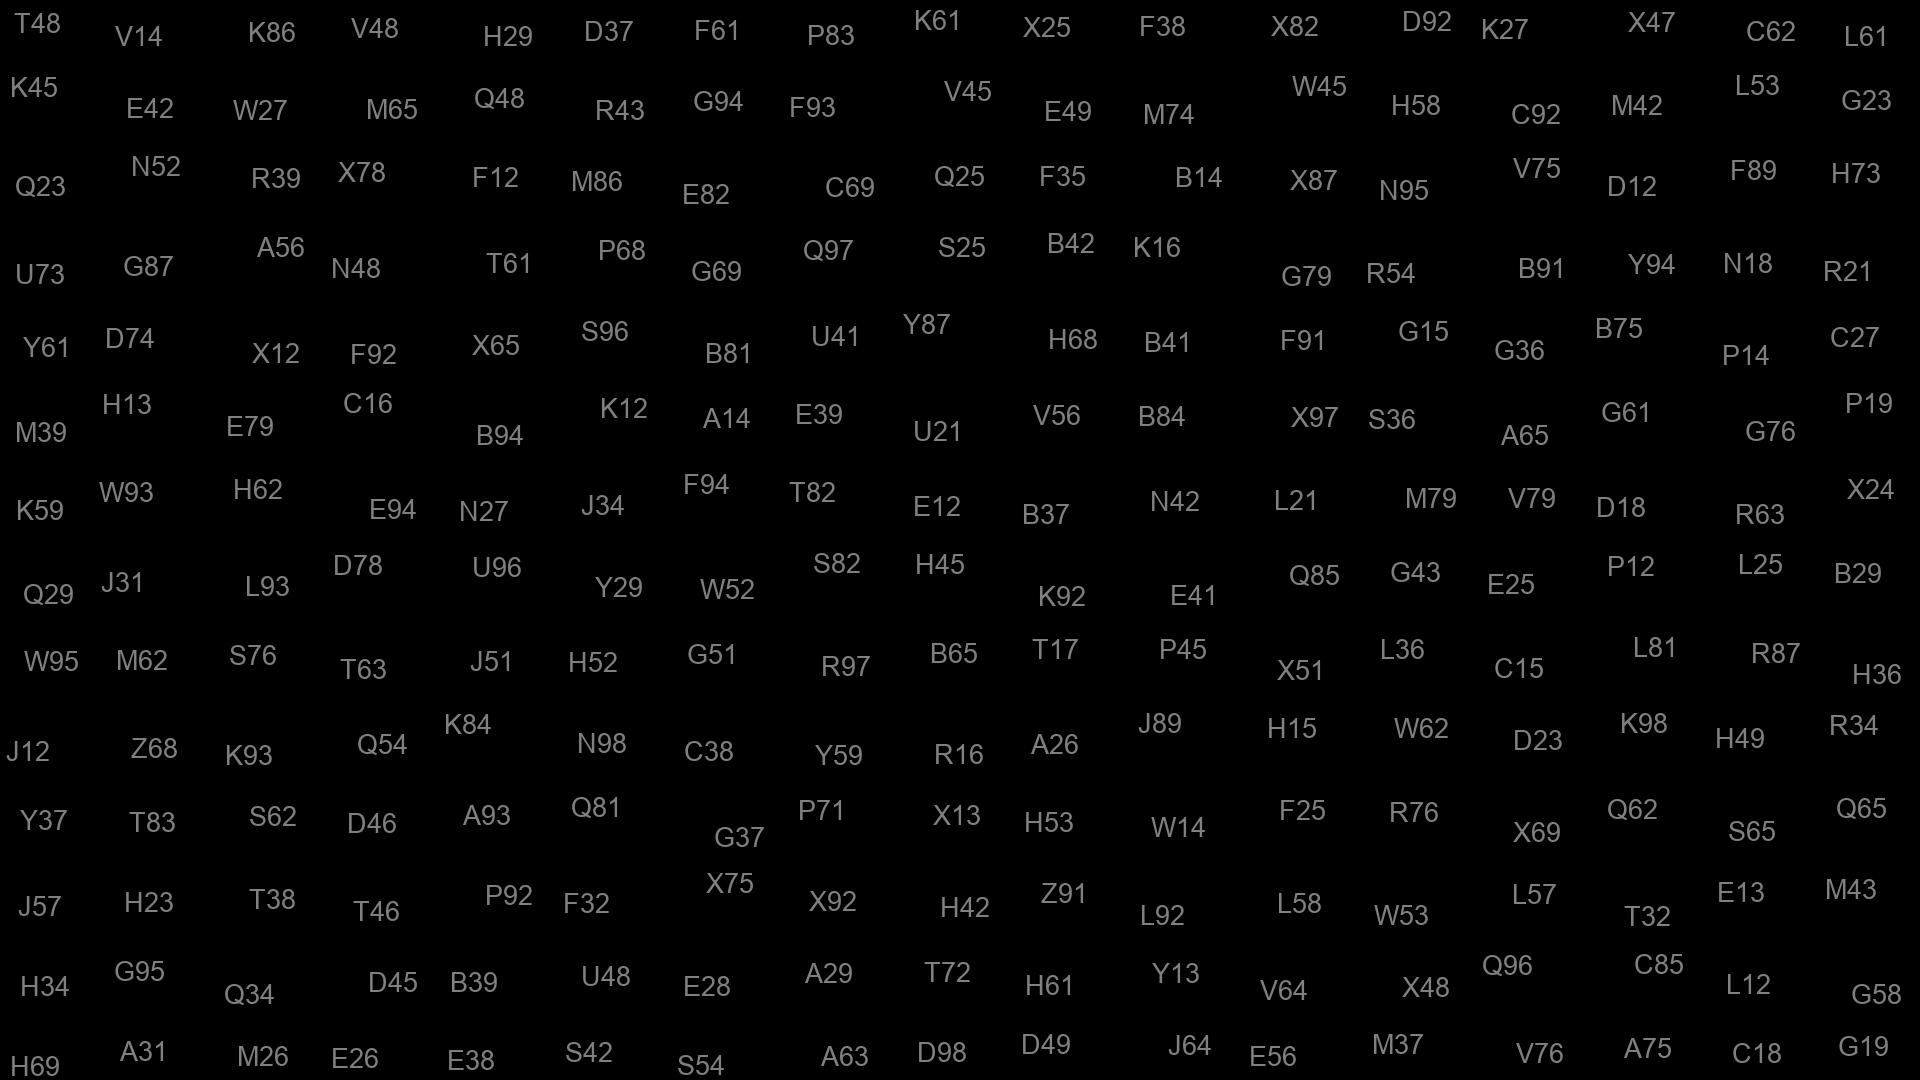 T48 V14 K86 V48 H29 D37 F61 P83 K61 X25 F38 X82 D92 K27 X47 C62 L61
K45 E42 W27 M65 Q48 R43 G94 F93 V45 E49 M74 W45 H58 C92 M42 L53 G23
Q23 N52 R39 X78 F12 M86 E82 C69 Q25 F35 B14 X87 N95 V75 D12 F89 H73
U73 G87 A56 N48 T61 P68 G69 Q97 S25 B42 K16 G79 R54 B91 Y94 N18 R21
Y61 D74 X12 F92 X65 S96 B81 U41 Y87 H68 B41 F91 G15 G36 B75 P14 C27
M39 H13 E79 C16 B94 K12 A14 E39 U21 V56 B84 X97 S36 A65 G61 G76 P19
K59 W93 H62 E94 N27 J34 F94 T82 E12 B37 N42 L21 M79 V79 D18 R63 X24
Q29 J31 L93 D78 U96 Y29 W52 S82 H45 K92 E41 Q85 G43 E25 P12 L25 B29
W95 M62 S76 T63 J51 H52 G51 R97 B65 T17 P45 X51 L36 C15 L81 R87 H36
J12 Z68 K93 Q54 K84 N98 C38 Y59 R16 A26 J89 H15 W62 D23 K98 H49 R34
Y37 T83 S62 D46 A93 Q81 G37 P71 X13 H53 W14 F25 R76 X69 Q62 S65 Q65
J57 H23 T38 T46 P92 F32 X75 X92 H42 Z91 L92 L58 W53 L57 T32 E13 M43
H34 G95 Q34 D45 B39 U48 E28 A29 T72 H61 Y13 V64 X48 Q96 C85 L12 G58
H69 A31 M26 E26 E38 S42 S54 A63 D98 D49 J64 E56 M37 V76 A75 C18 G19